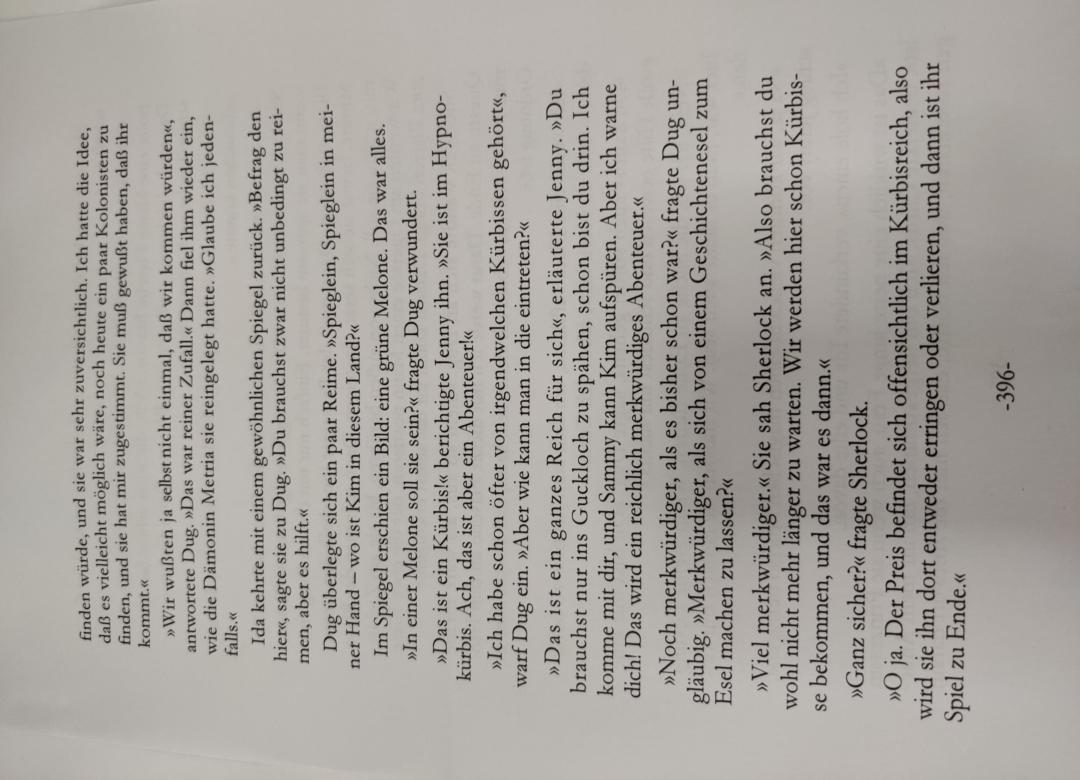 finden würde, und sie war sehr zuversichtlich. Ich hatte die Idee,
daß es vielleicht möglich wäre, noch heute ein paar Kolonisten zu
finden, und sie hat mir zugestimmt. Sie muß gewußt haben, daß ihr
kommt.«
»Wir wußten ja selbst nicht einmal, daß wir kommen würden«,
antwortete Dug. »Das war reiner Zufall.« Dann fiel ihm wieder ein,
wie die Dämonin Metria sie reingelegt hatte. »Glaube ich jeden-
falls.«
Ida kehrte mit einem gewöhnlichen Spiegel zurück. »Befrag den
hier«, sagte sie zu Dug. »Du brauchst zwar nicht unbedingt zu rei-
men, aber es hilft.«
Dug überlegte sich ein paar Reime. »Spieglein, Spieglein in mei-
ner Hand – wo ist Kim in diesem Land?«
Im Spiegel erschien ein Bild: eine grüne Melone. Das war alles.
»In einer Melone soll sie sein?« fragte Dug verwundert.
»Das ist ein Kürbis!« berichtigte Jenny ihn. »Sie ist im Hypno-
kürbis. Ach, das ist aber ein Abenteuer!«
»Ich habe schon öfter von irgendwelchen Kürbissen gehört«,
warf Dug ein. »Aber wie kann man in die eintreten?«
»Das ist ein ganzes Reich für sich«, erläuterte Jenny. »Du
brauchst nur ins Guckloch zu spähen, schon bist du drin. Ich
komme mit dir, und Sammy kann Kim aufspüren. Aber ich warne
dich! Das wird ein reichlich merkwürdiges Abenteuer.«
»Noch merkwürdiger, als es bisher schon war?« fragte Dug un-
gläubig. »Merkwürdiger, als sich von einem Geschichtenesel zum
Esel machen zu lassen?«
»Viel merkwürdiger.« Sie sah Sherlock an. »Also brauchst du
wohl nicht mehr länger zu warten. Wir werden hier schon Kürbis-
se bekommen, und das war es dann.«
»Ganz sicher?« fragte Sherlock.
»O ja. Der Preis befindet sich offensichtlich im Kürbisreich, also
wird sie ihn dort entweder erringen oder verlieren, und dann ist ihr
Spiel zu Ende.«
-396-